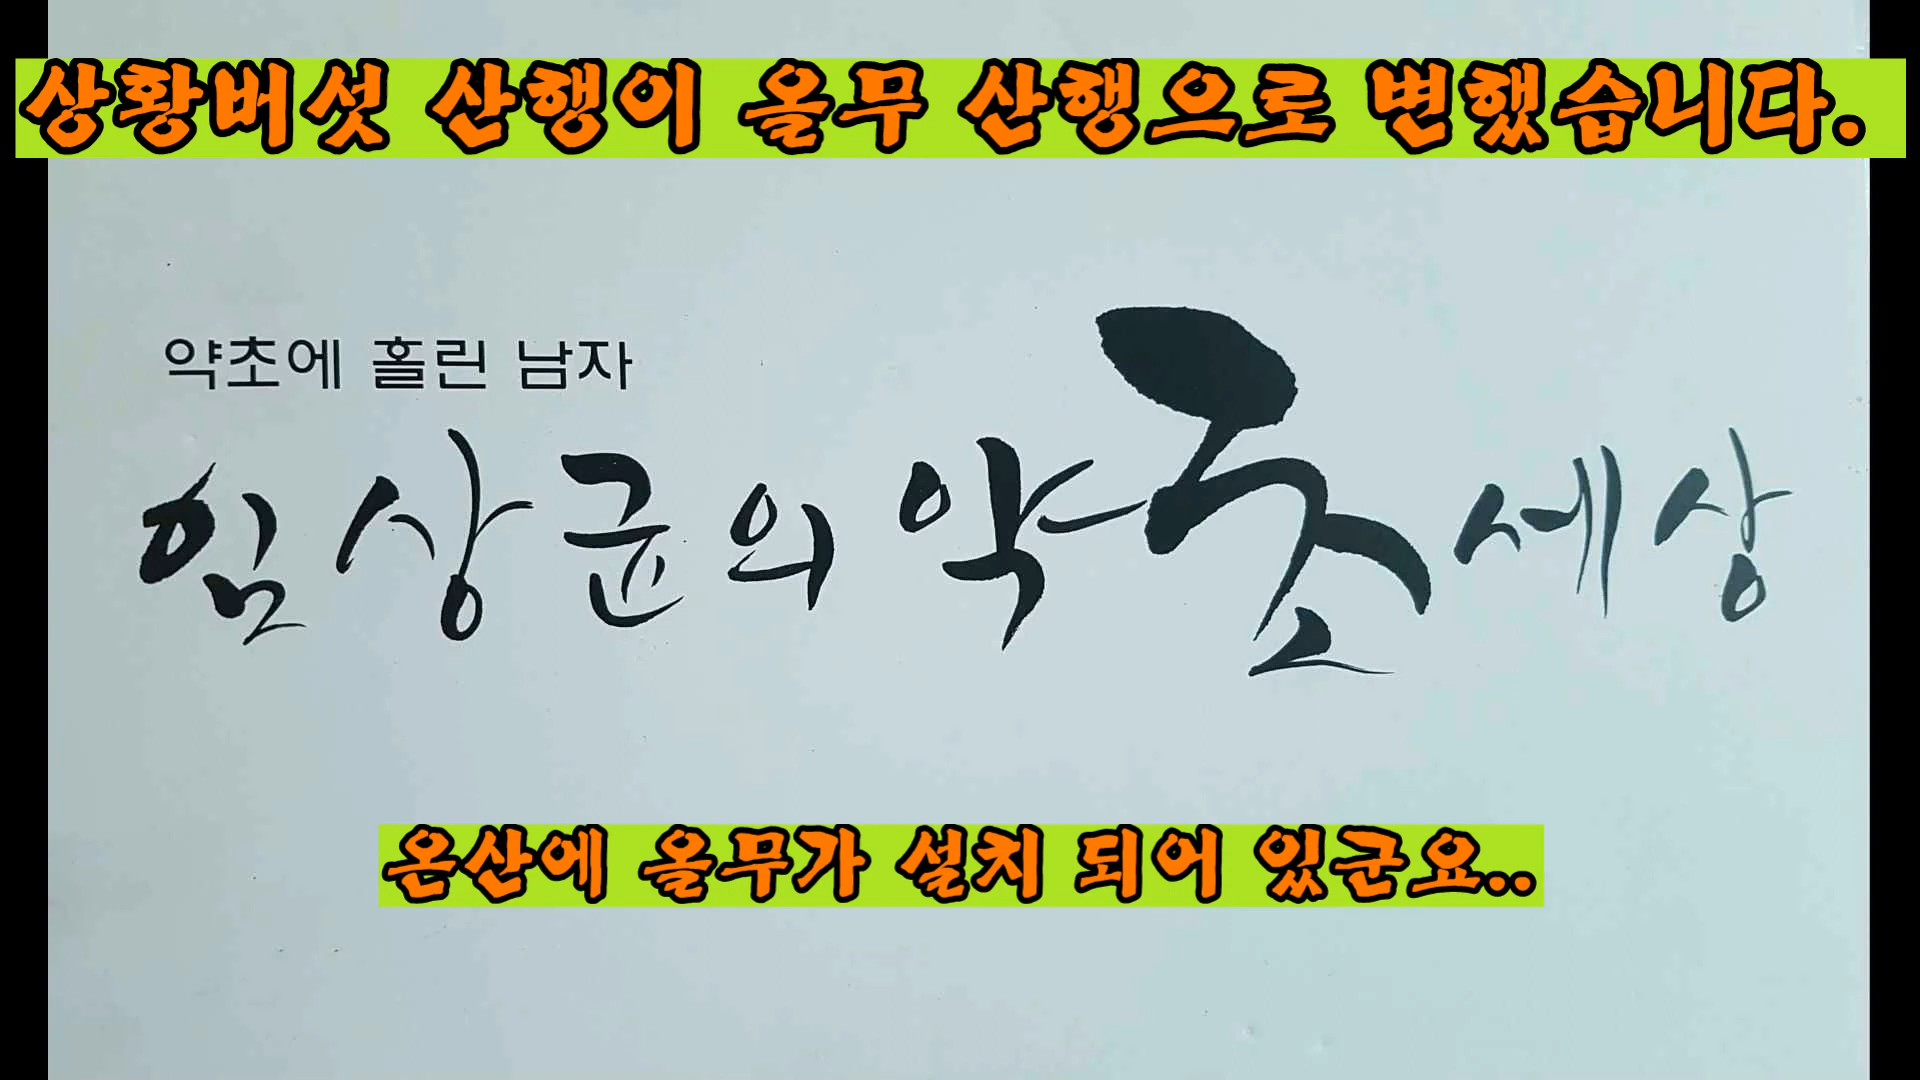 상황버섯 산행이 올무 산행으로 변했습니다.
약초에 홀린 남자
임상균의 약초세상
온산에 올무가 설치 되어 있군요..